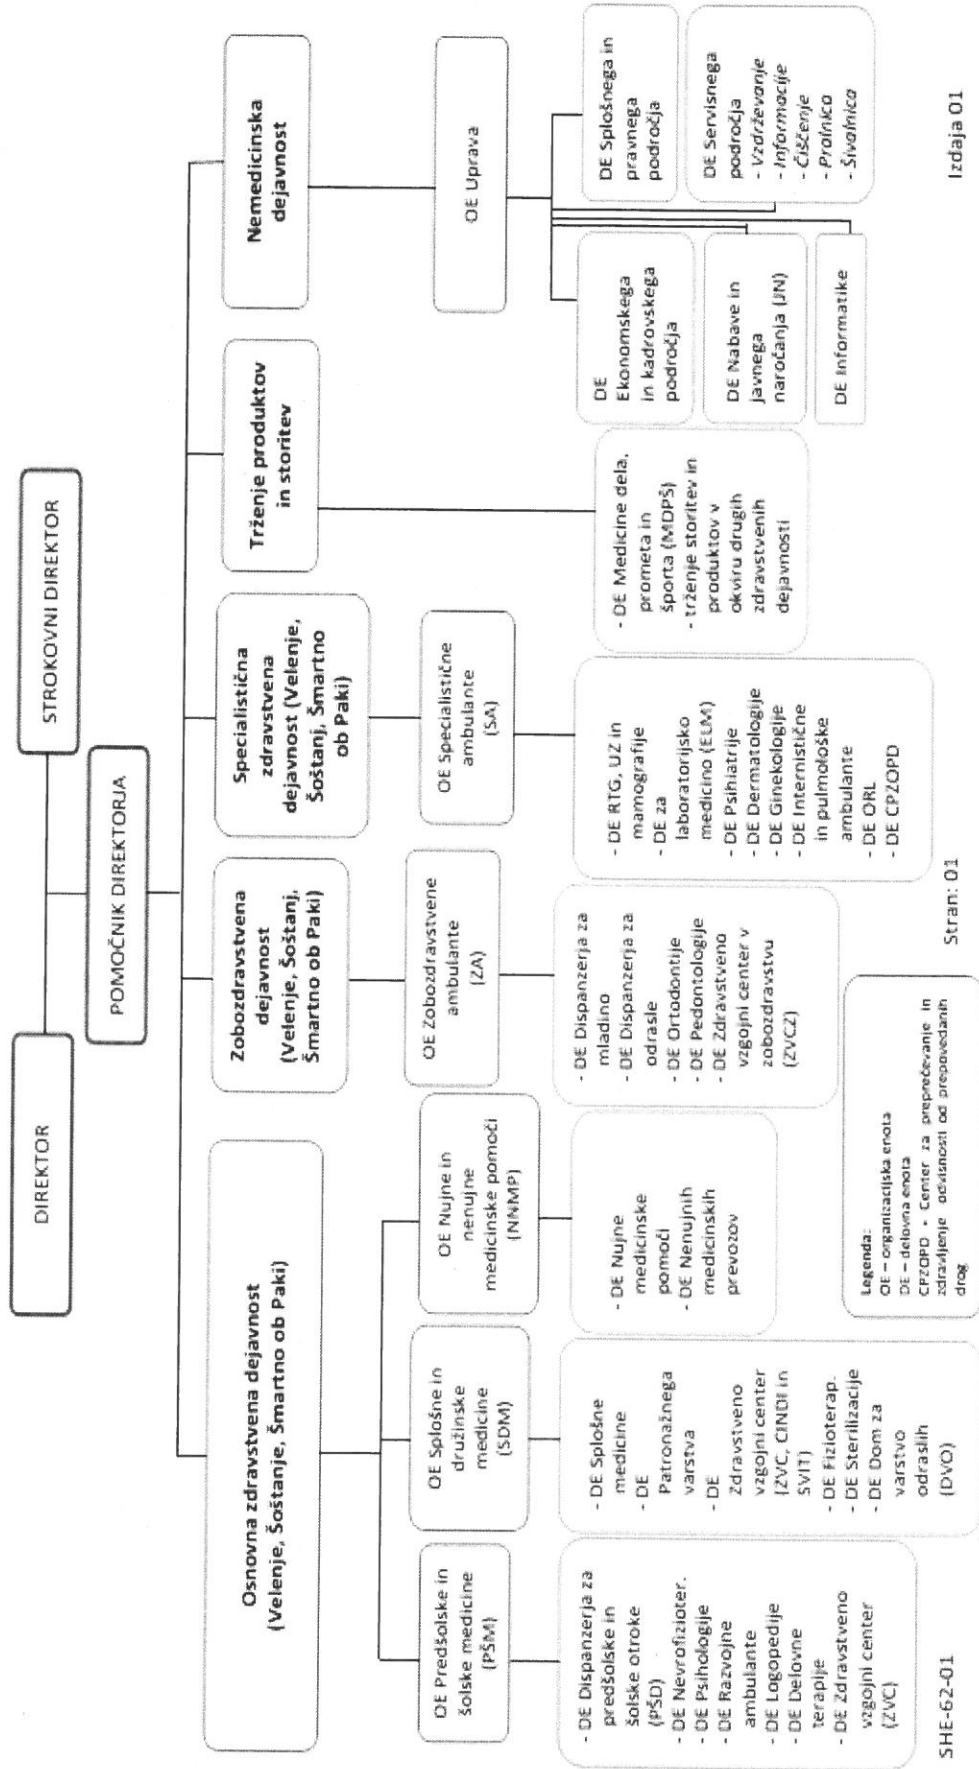 DIREKTOR
STROKOVNI DIREKTOR
POMOČNIK DIREKTORJA
Osnovna zdravstvena dejavnost
(Velenje, Šoštanje, Šmartno ob Paki)
Zobozdravstvena
dejavnost
(Velenje, Šoštanj,
Šmartno ob Paki)
Specialistična
zdravstvena
dejavnost (Velenje,
Šoštanj, Šmartno
ob Paki)
Trženje produktov
in storitev
Nemedicinska
dejavnost
OE Predšolske in
šolske medicine
(PŠM)
OE Splošne in
družinske
medicine
(SDM)
OE Nujne in
nenujne
medicinske pomoči
(NNMP)
OE Zobozdravstvene
ambulante
(ZA)
OE Specialistične
ambulante
(SA)
OE Uprava
- DE Dispanzerja za
predšolske in
šolske otroke
(PŠD)
- DE Nevrofizioter.
- DE Psihologije
- DE Razvojne
ambulante
- DE Logopedije
- DE Delovne
terapije
- DE Zdravstveno
vzgojni center
(ZVC)
- DE Splošne
medicine
- DE
Patronažnega
varstva
- DE
Zdravstveno
vzgojni center
(ZVC, CINDI in
SVIT)
- DE Fizioterap.
- DE Sterilizacije
- DE Dom za
varstvo
odraslih
(DVO)
- DE Nujne
medicinske
pomoči
- DE Nenujnih
medicinskih
prevozov
- DE Dispanzerja za
mladino
- DE Dispanzerja za
odrasle
- DE Ortodontije
- DE Pedontologije
- DE Zdravstveno
vzgojni center v
zobozdravstvu
(ZVCZ)
- DE RTG, UZ in
mamografije
- DE za
laboratorijsko
medicino (ELM)
- DE Psihiatrije
- DE Dermatologije
- DE Ginekologije
- DE Internistične
in pulmološke
ambulante
- DE ORL
- DE CPZOPD
- DE Medicine dela,
prometa in
športa (MDPŠ)
- trženje storitev in
produktov v
okviru drugih
zdravstvenih
dejavnosti
DE
Ekonomskega
in kadrovskega
področja
DE Nabave in
javnega
naročanja (JN)
DE Informatike
DE Splošnega in
pravnega
področja
DE Servisnega
področja
- Vzdrževanje
- Informacije
- Čiščenje
- Pralnica
- Šivalnica
Legenda:
OE – organizacijska enota
DE – delovna enota
CPZOPD - Center za preprečevanje in
zdravljenje odvisnosti od prepovedanih
drog
SHE-62-01
Stran: 01
Izdaja 01